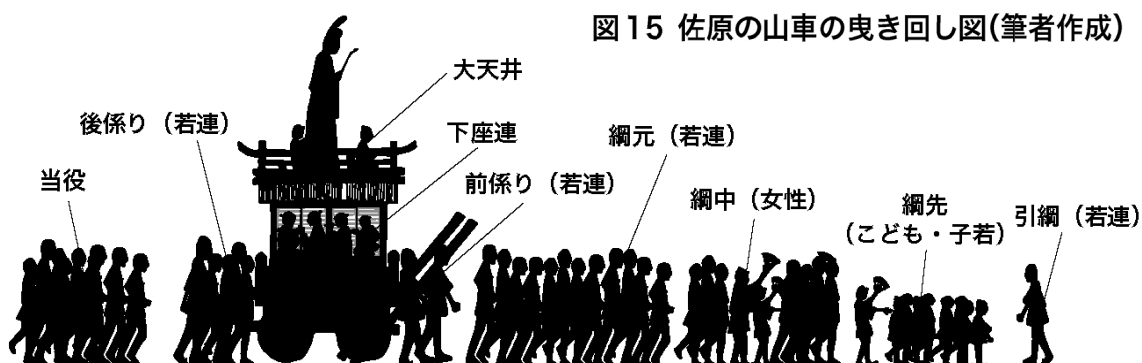 図15 佐原の山車の曳き回し図(筆者作成)
大天井
後係り（若連）
下座連
綱元（若連）
当役
前係り（若連）
綱中（女性）
綱先
（こども・子若）
引綱（若連）